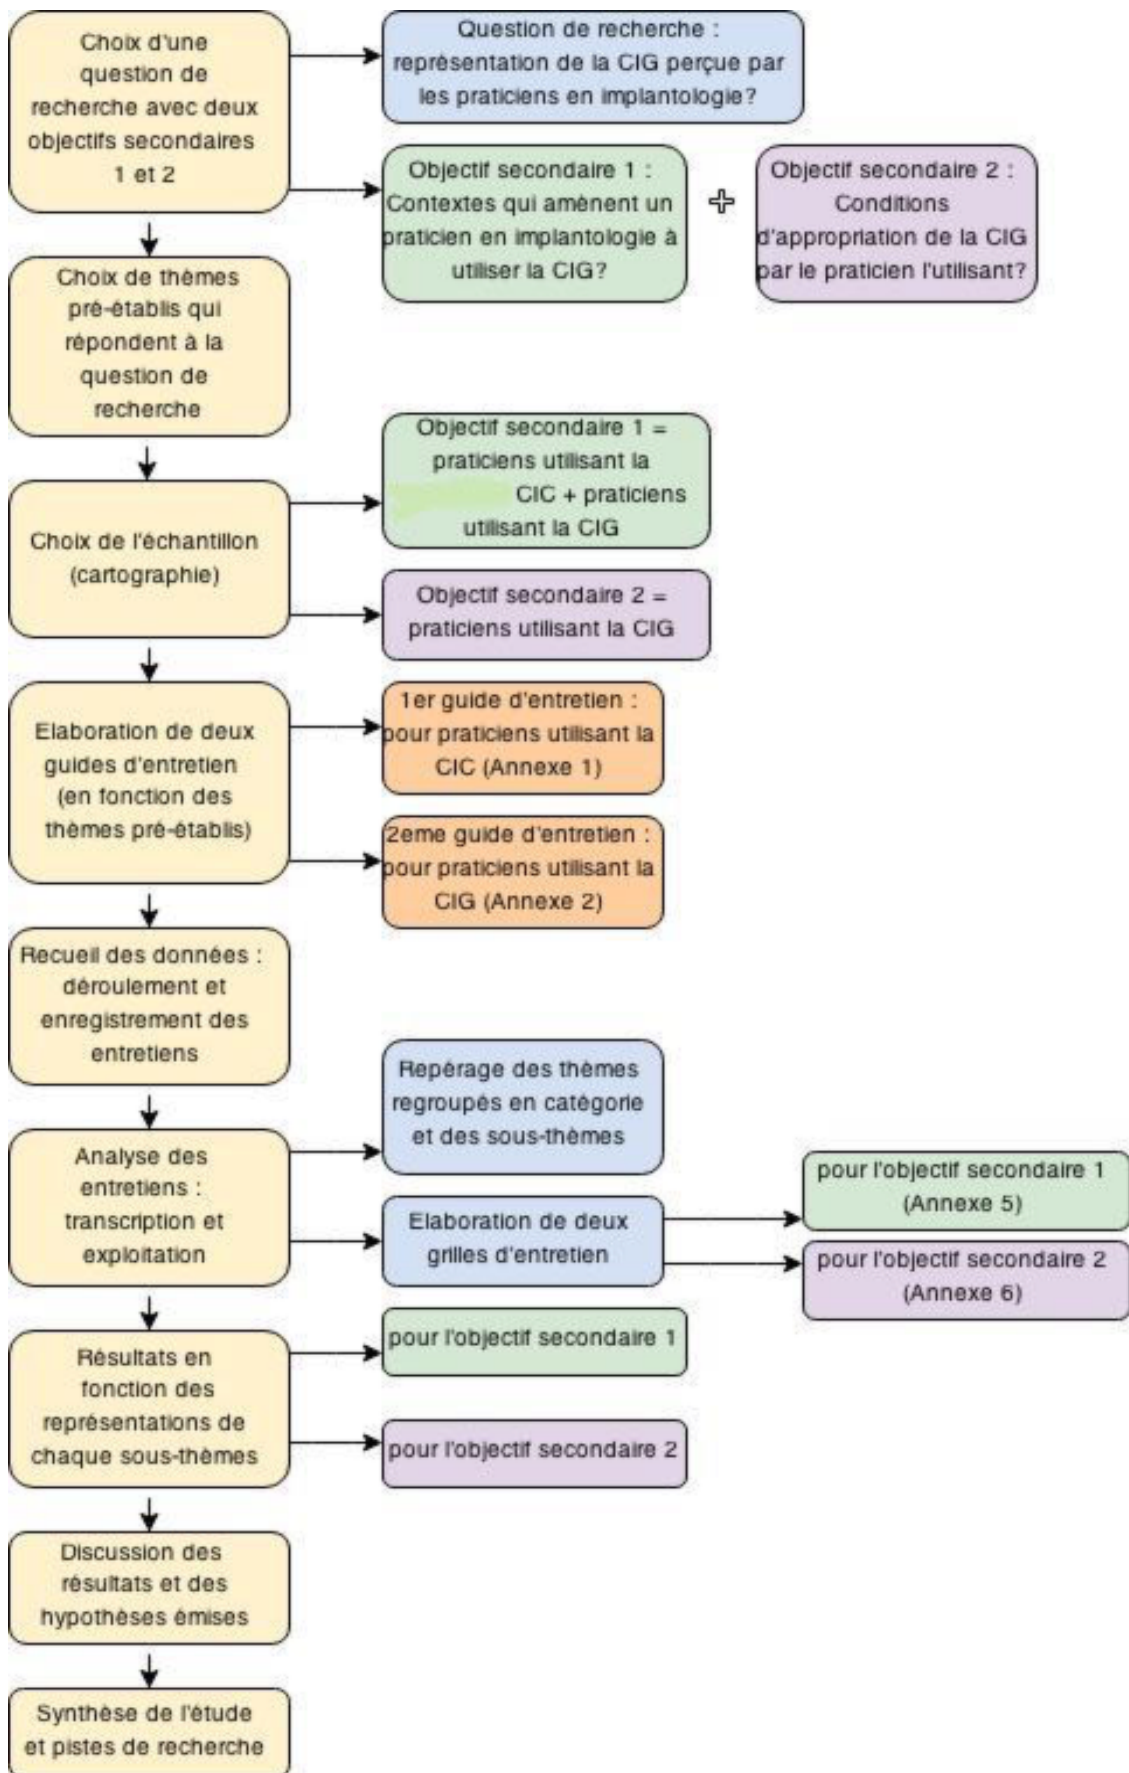 Choix d'une
question de
recherche avec deux
objectifs secondaires
1 et 2
Question de recherche :
représentation de la CIG perçue par
les praticiens en implantologie?
Objectif secondaire 1 :
Contextes qui amènent un
praticien en implantologie à
utiliser la CIG?
Objectif secondaire 2 :
Conditions
d'appropriation de la CIG
par le praticien l'utilisant?
Choix de thèmes
pré-établis qui
répondent à la
question de
recherche
Choix de l'échantillon
(cartographie)
Objectif secondaire 1 =
praticiens utilisant la
CIC + praticiens
utilisant la CIG
Objectif secondaire 2 =
praticiens utilisant la CIG
Elaboration de deux
guides d'entretien
(en fonction des
thèmes pré-établis)
1er guide d'entretien :
pour praticiens utilisant la
CIC (Annexe 1)
2eme guide d'entretien :
pour praticiens utilisant la
CIG (Annexe 2)
Recueil des données :
déroulement et
enregistrement des
entretiens
Analyse des
entretiens :
transcription et
exploitation
Repérage des thèmes
regroupés en catégorie
et des sous-thèmes
Elaboration de deux
grilles d'entretien
pour l'objectif secondaire 1
(Annexe 5)
pour l'objectif secondaire 2
(Annexe 6)
Résultats en
fonction des
représentations de
chaque sous-thèmes
pour l'objectif secondaire 1
pour l'objectif secondaire 2
Discussion des
résultats et des
hypothèses émises
Synthèse de l'étude
et pistes de recherche